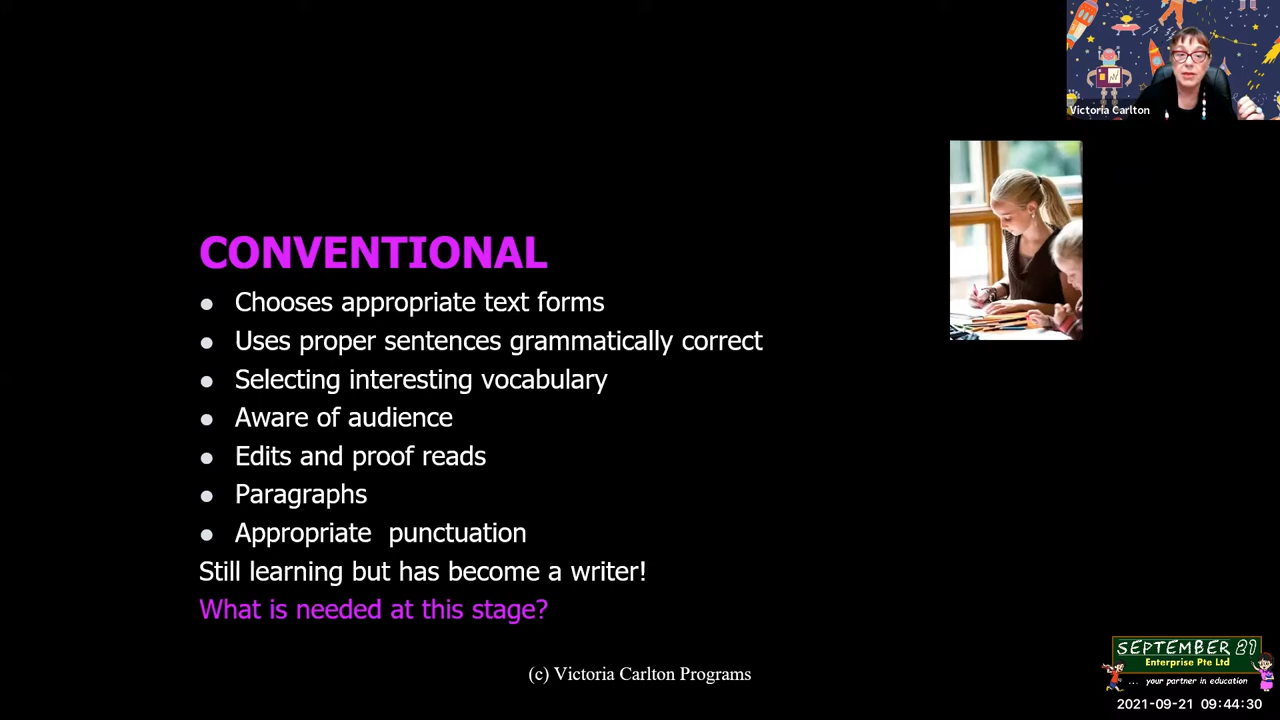 Victoria Carlton
CONVENTIONAL
Chooses appropriate text forms
Uses proper sentences grammatically correct
Selecting interesting vocabulary
Aware of audience
Edits and proof reads
Paragraphs
Appropriate punctuation
Still learning but has become a writer!
What is needed at this stage?
(c) Victoria Carlton Programs
SEPTEMBER 21
Enterprise Pte Ltd
... your partner in education
2021-09-21 09:44:30